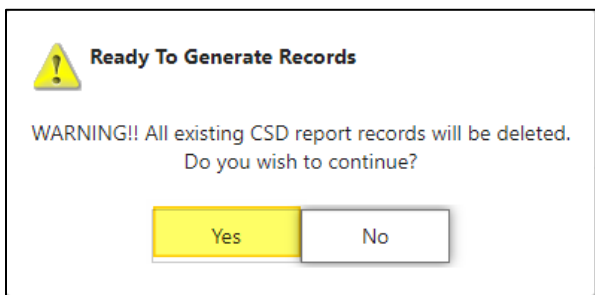 Ready To Generate Records
WARNING!! All existing CSD report records will be deleted.
Do you wish to continue?
Yes No